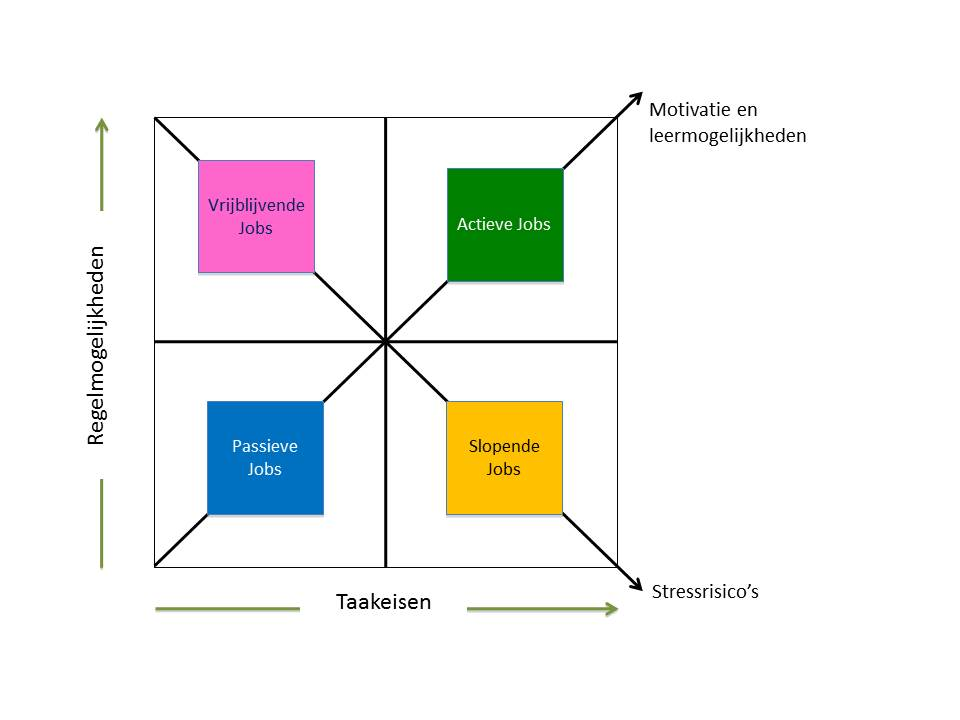 Motivatie en
leermogelijkheden
Vrijblijvende
Jobs
Actieve Jobs
Regelmogelijkheden
Passieve
Jobs
Slopende
Jobs
Stressrisico’s
Taakeisen